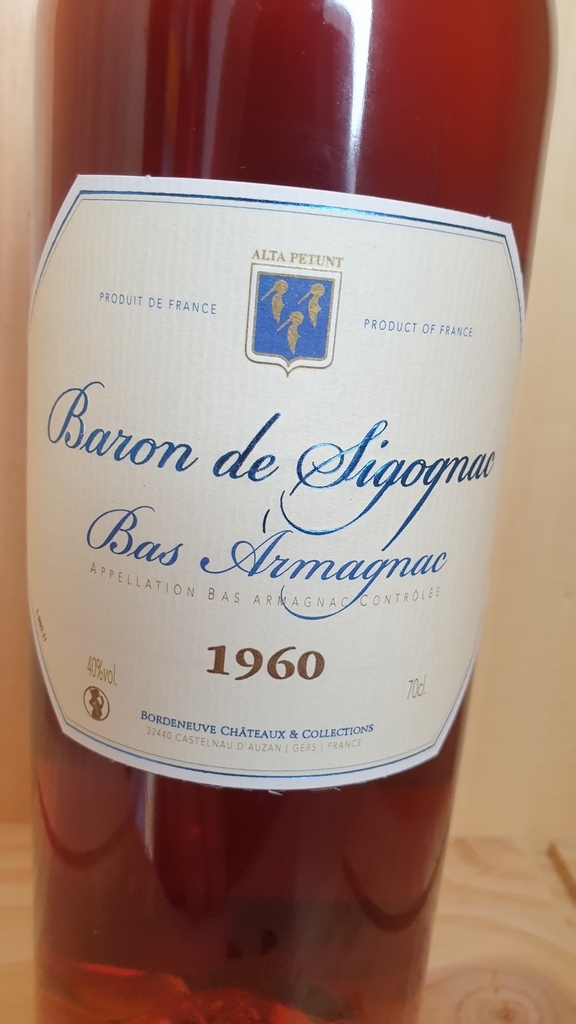 ALTA PETUNT
PRODUIT DE FRANCE
PRODUCT OF FRANCE
Baron de Sigognac
Bas Armagnac
APPELLATION BAS ARMAGNAC CONTRÔLÉE
1960
40%vol.
70cl.
BORDENEUVE CHÂTEAUX & COLLECTIONS
32440 CASTELNAU D'AUZAN ( GERS ) FRANCE